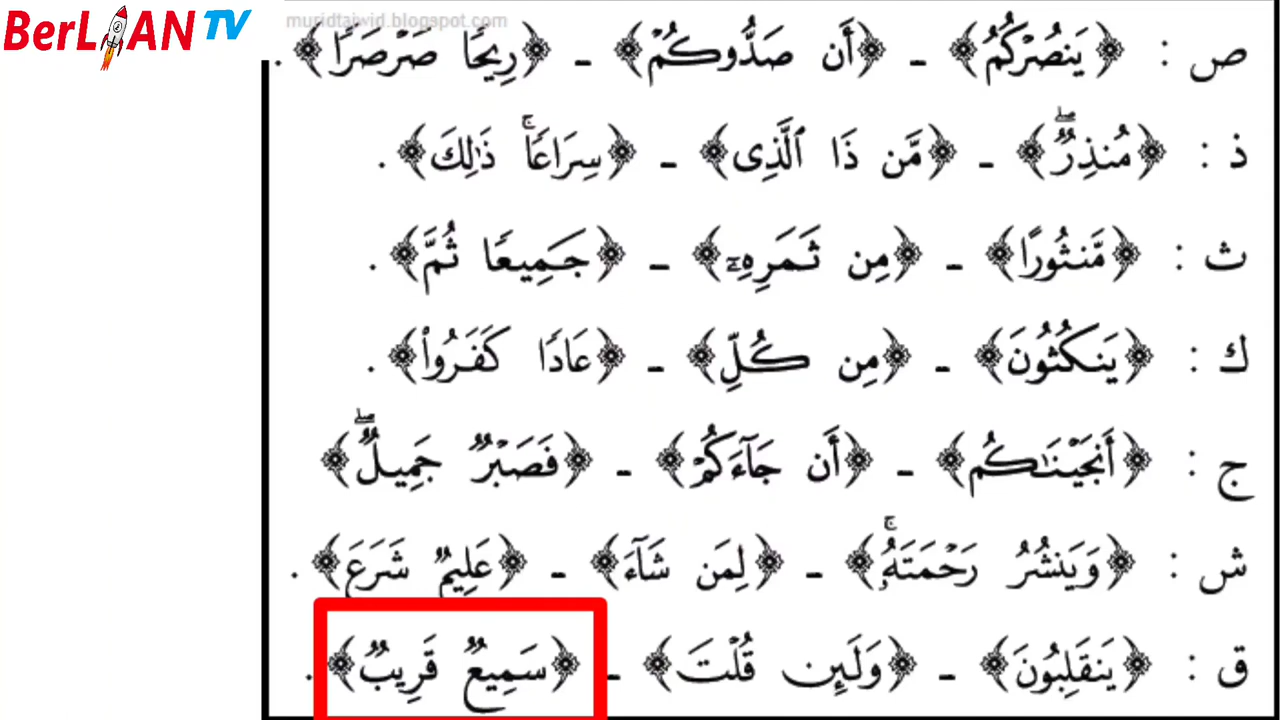 BerLIAN TV
muridtajwid.blogspot.com
ص : ﴿يَنصُرْكُمُ﴾ - ﴿أَن صَدُّوكُمْ﴾ - ﴿رِيحًا صَرْصَرًا﴾ .
ذ : ﴿مُنذِرٌۖ﴾ - ﴿مَّن ذَا ٱلَّذِى﴾ - ﴿سِرَاعًاۚ ذَٰلِكَ﴾ .
ث : ﴿مَّنثُورًا﴾ - ﴿مِن ثَمَرِهِۦ﴾ - ﴿جَمِيعًا ثُمَّ﴾ .
ك : ﴿يَنكُثُونَ﴾ - ﴿مِن كُلِّ﴾ - ﴿عَادًا كَفَرُوا۟﴾ .
ج : ﴿أَنجَيْنَـٰكُم﴾ - ﴿أَن جَآءَكُمْ﴾ - ﴿فَصَبْرٌ جَمِيلٌۖ﴾
ش : ﴿وَيَنشُرُ رَحْمَتَهُۥۚ﴾ - ﴿لِمَن شَآءَ﴾ - ﴿عَلِيمٌ شَرَعَ﴾ .
ق : ﴿يَنقَلِبُونَ﴾ - ﴿وَلَئِن قُلْتَ﴾ - ﴿سَمِيعٌ قَرِيبٌ﴾ .